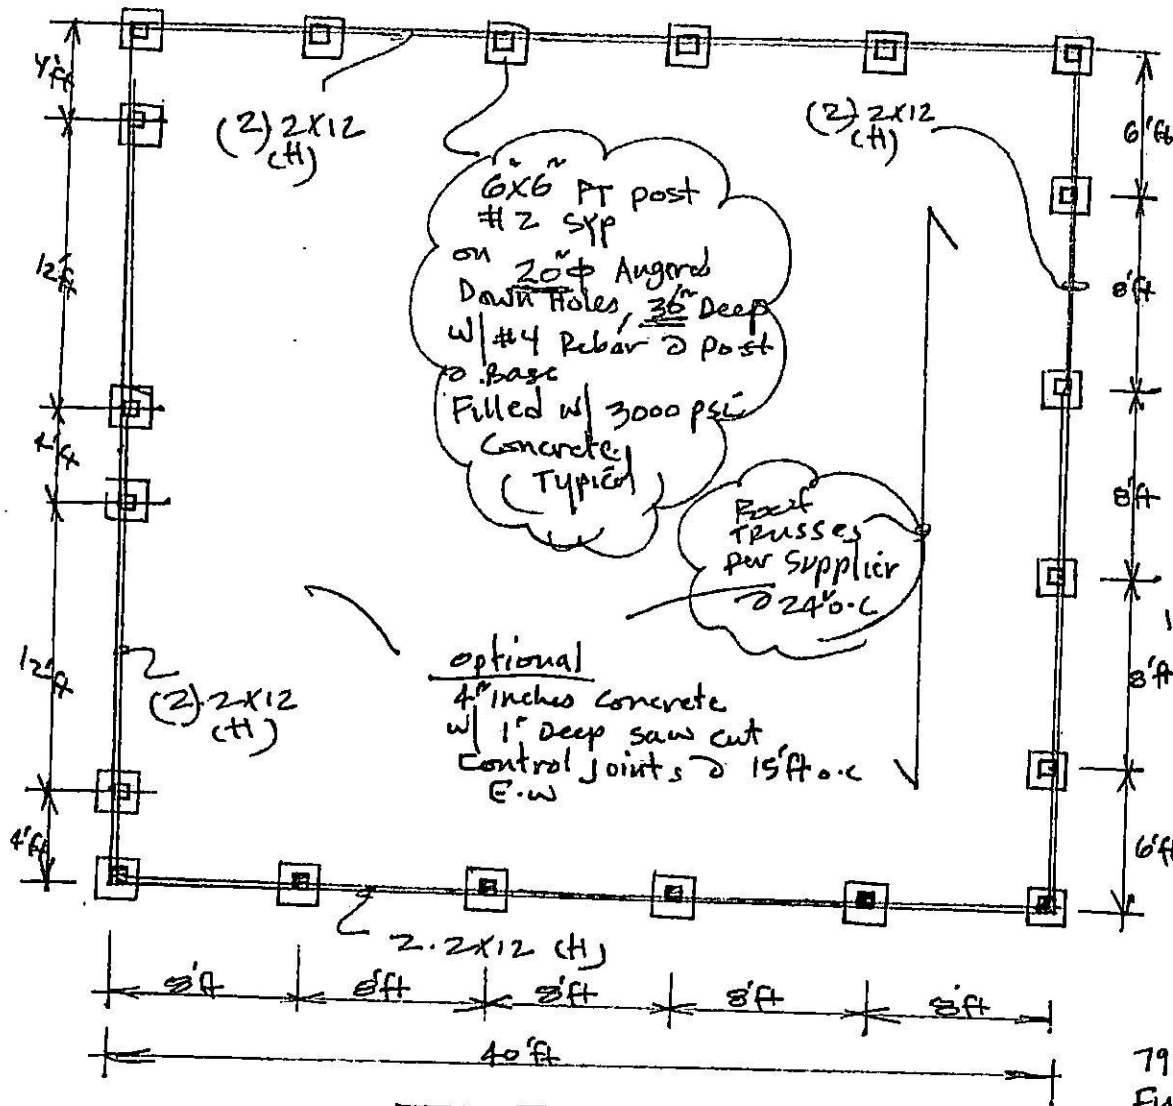 4'ft
12'ft
4'ft
12'ft
4'ft
(2) 2x12
(H)
(2) 2x12
(H)
6"x6" PT post
#2 SYP
on 20"Φ Augered
Down Holes, 36" Deep
w/ #4 Rebar @ Post
@ Base
Filled w/ 3000 psi
Concrete,
(Typical)
Roof
Trusses
per Supplier
@ 24"o.c
optional
4" Inches concrete
w/ 1" Deep saw cut
Control Joints @ 15'ft o.c
E.W
(2) 2x12
(H)
2.2x12 (H)
6'ft
8'ft
8'ft
8'ft
6'ft
8'ft
8'ft
8'ft
8'ft
8'ft
40'ft
79